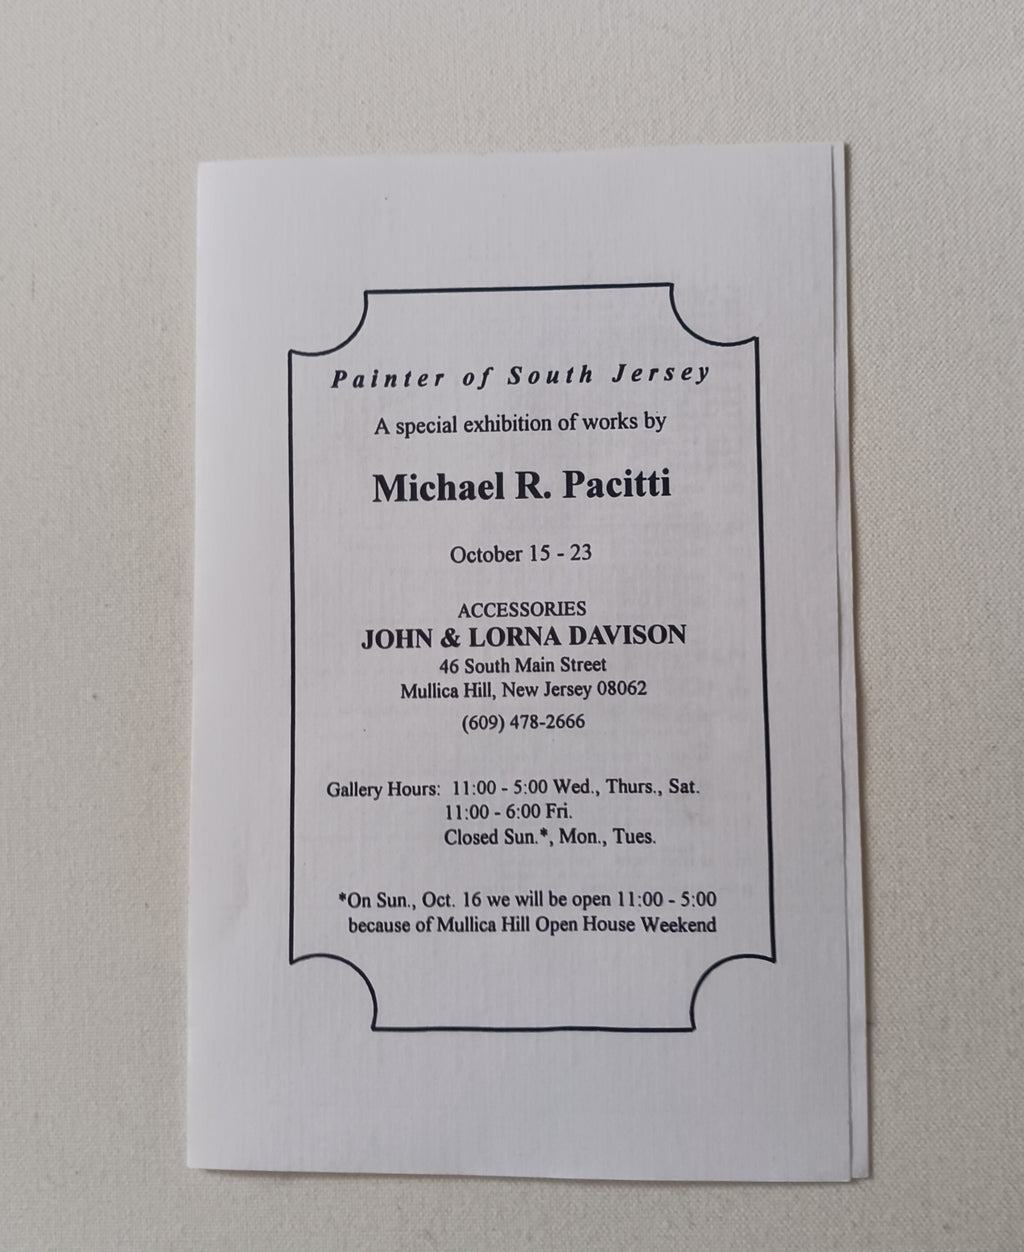 Painter of South Jersey
A special exhibition of works by
Michael R. Pacitti
October 15 - 23
ACCESSORIES
JOHN & LORNA DAVISON
46 South Main Street
Mullica Hill, New Jersey 08062
(609) 478-2666
Gallery Hours: 11:00 - 5:00 Wed., Thurs., Sat.
11:00 - 6:00 Fri.
Closed Sun.*, Mon., Tues.
*On Sun., Oct. 16 we will be open 11:00 - 5:00
because of Mullica Hill Open House Weekend